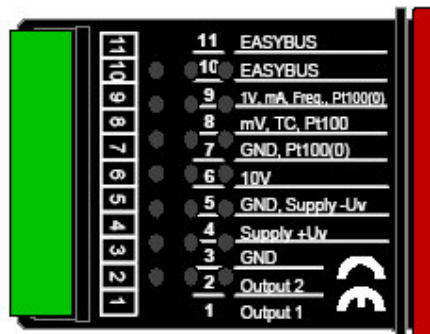 11 EASYBUS
10 EASYBUS
9 1V, mA, Freq., Pt100(0)
8 mV, TC, Pt100
7 GND, Pt100(0)
6 10V
5 GND, Supply -Uv
4 Supply +Uv
3 GND
2 Output 2
1 Output 1
11
10
9
8
7
6
5
4
3
2
1
CE